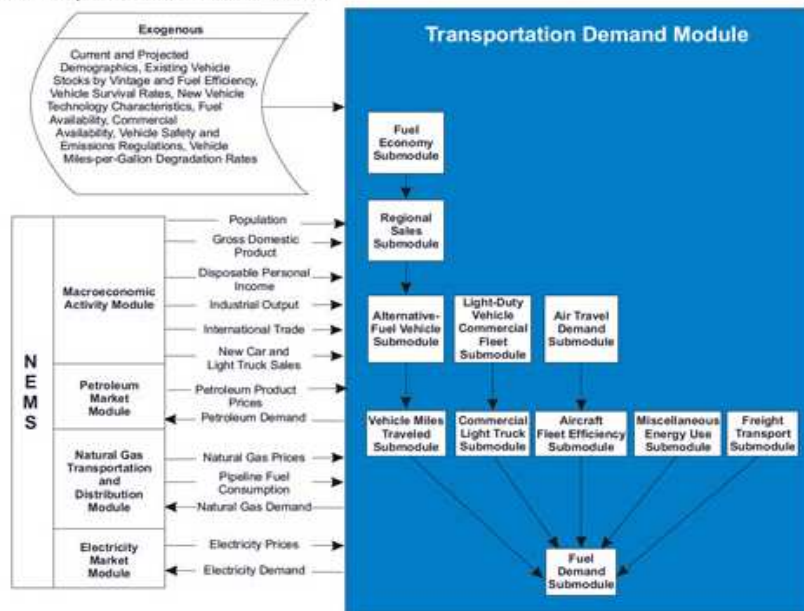 Exogenous
Current and Projected
Demographics, Existing Vehicle
Stocks by Vintage and Fuel Efficiency,
Vehicle Survival Rates, New Vehicle
Technology Characteristics, Fuel
Availability, Commercial
Availability, Vehicle Safety and
Emissions Regulations, Vehicle
Miles-per-Gallon Degradation Rates
NEMS
Macroeconomic
Activity Module
Petroleum Market
Module
Natural Gas
Transportation
and
Distribution
Module
Electricity
Market
Module
Population
Gross Domestic
Product
Disposable Personal
Income
Industrial Output
International Trade
New Car and
Light Truck Sales
Petroleum Product
Prices
Petroleum Demand
Natural Gas Prices
Pipeline Fuel
Consumption
Natural Gas Demand
Electricity Prices
Electricity Demand
Transportation Demand Module
Fuel
Economy
Submodule
Regional
Sales
Submodule
Alternative-
Fuel Vehicle
Submodule
Light-Duty
Vehicle
Commercial
Fleet
Submodule
Air Travel
Demand
Submodule
Vehicle Miles
Traveled
Submodule
Commercial
Light Truck
Submodule
Aircraft
Fleet Efficiency
Submodule
Miscellaneous
Energy Use
Submodule
Freight
Transport
Submodule
Fuel
Demand
Submodule